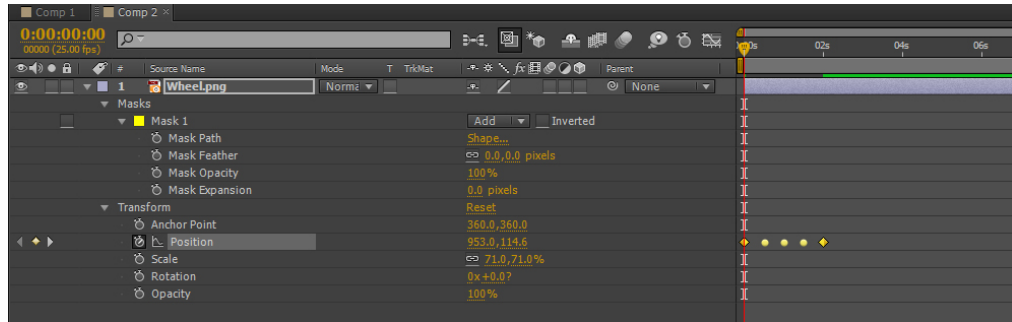 Comp 1 Comp 2 ×
0:00:00:00
00000 (25.00 fps)
02s 04s 06s
# Source Name Mode T TrkMat fx Parent
1 Wheel.png Norma None
Masks
Mask 1 Add Inverted
Mask Path Shape...
Mask Feather 0.0,0.0 pixels
Mask Opacity 100%
Mask Expansion 0.0 pixels
Transform Reset
Anchor Point 360.0,360.0
Position 953.0,114.6
Scale 71.0,71.0%
Rotation 0x+0.0?
Opacity 100%